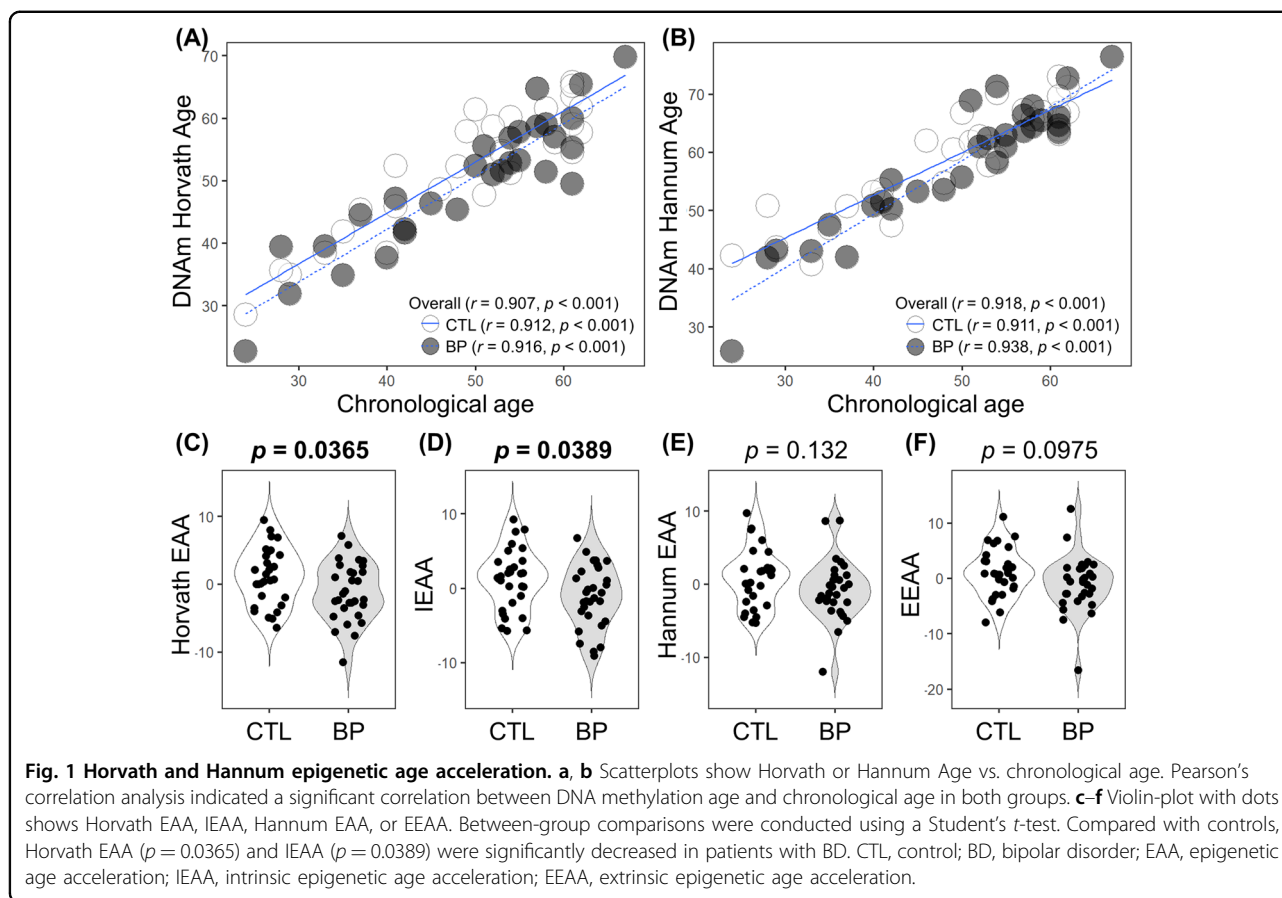 (A)
(B)
DNAm Horvath Age
70
60
50
40
30
Overall (r = 0.907, p < 0.001)
CTL (r = 0.912, p < 0.001)
BP (r = 0.916, p < 0.001)
30 40 50 60
Chronological age
DNAm Hannum Age
70
60
50
40
30
Overall (r = 0.918, p < 0.001)
CTL (r = 0.911, p < 0.001)
BP (r = 0.938, p < 0.001)
30 40 50 60
Chronological age
(C) p = 0.0365
Horvath EAA
10
0
-10
CTL BP
(D) p = 0.0389
IEAA
10
0
-10
CTL BP
(E) p = 0.132
Hannum EAA
10
0
-10
CTL BP
(F) p = 0.0975
EEAA
10
0
-10
-20
CTL BP
Fig. 1 Horvath and Hannum epigenetic age acceleration. a, b Scatterplots show Horvath or Hannum Age vs. chronological age. Pearson's
correlation analysis indicated a significant correlation between DNA methylation age and chronological age in both groups. c–f Violin-plot with dots
shows Horvath EAA, IEAA, Hannum EAA, or EEAA. Between-group comparisons were conducted using a Student's t-test. Compared with controls,
Horvath EAA (p = 0.0365) and IEAA (p = 0.0389) were significantly decreased in patients with BD. CTL, control; BD, bipolar disorder; EAA, epigenetic
age acceleration; IEAA, intrinsic epigenetic age acceleration; EEAA, extrinsic epigenetic age acceleration.